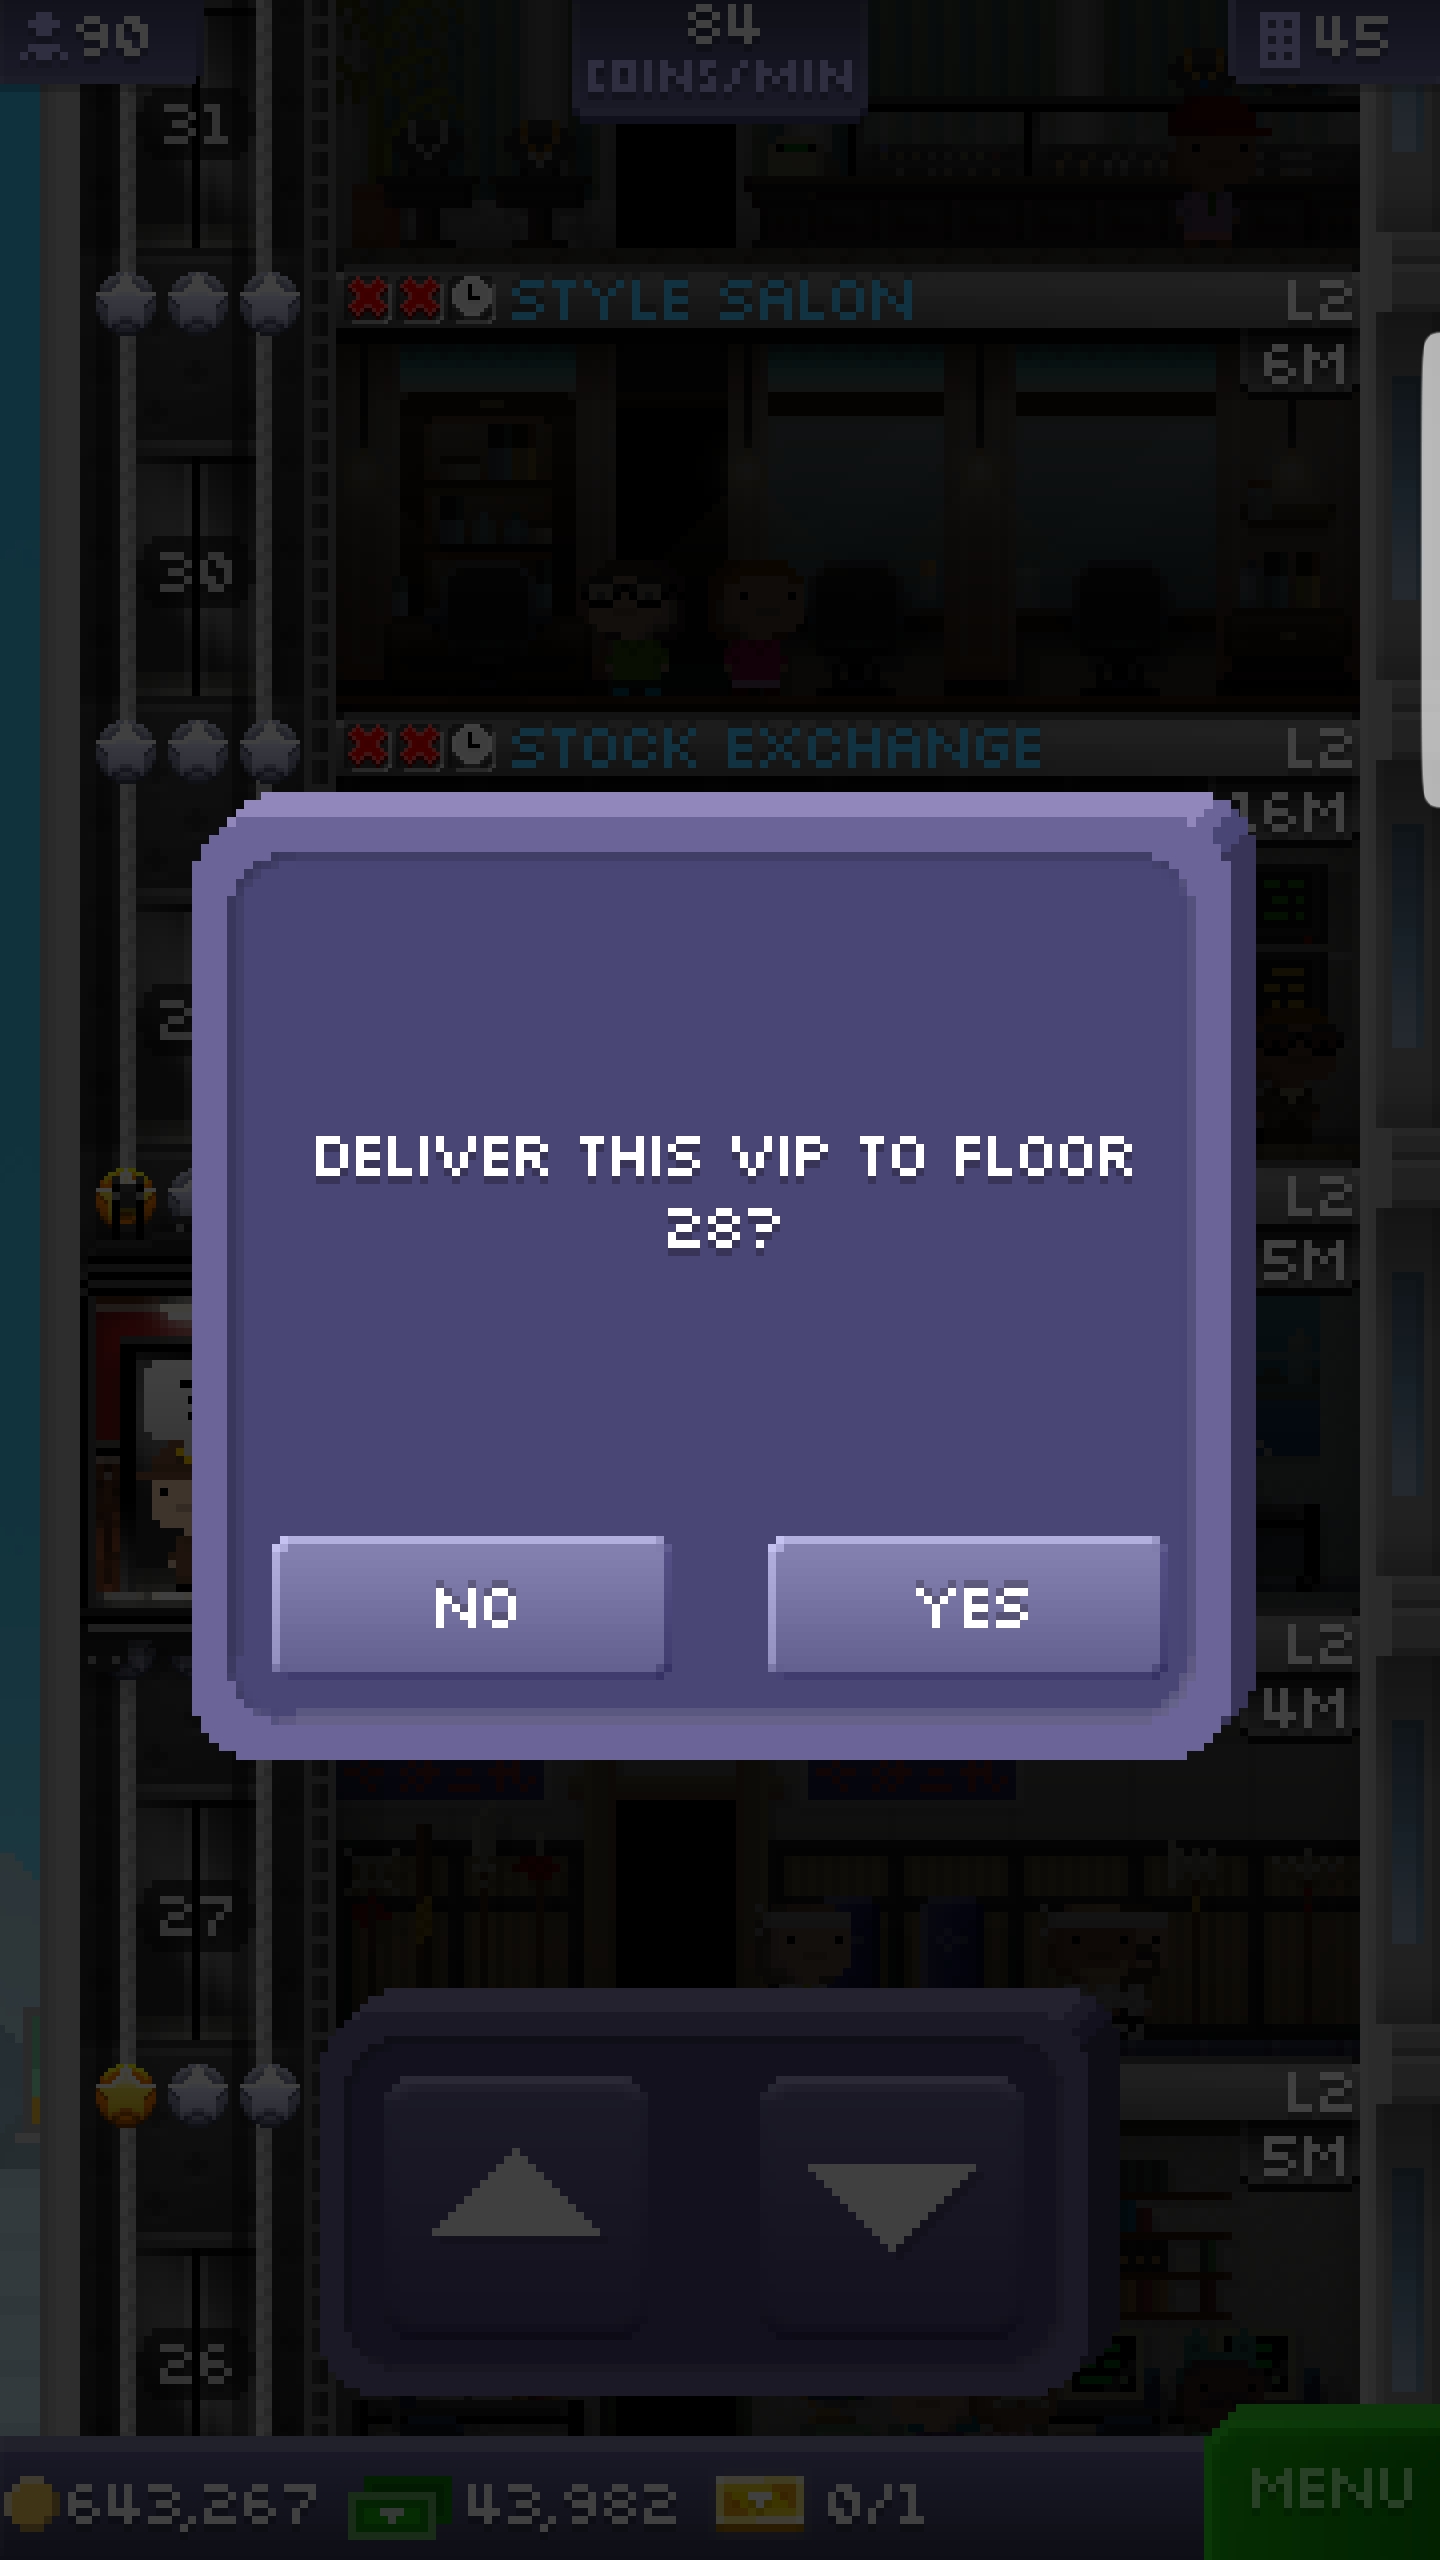 90
84
COINS/MIN
45
31
STYLE SALON
L2
6M
30
STOCK EXCHANGE
L2
16M
L2
5M
DELIVER THIS VIP TO FLOOR
28?
NO
YES
L2
4M
27
L2
5M
26
643,267
43,982
0/1
MENU